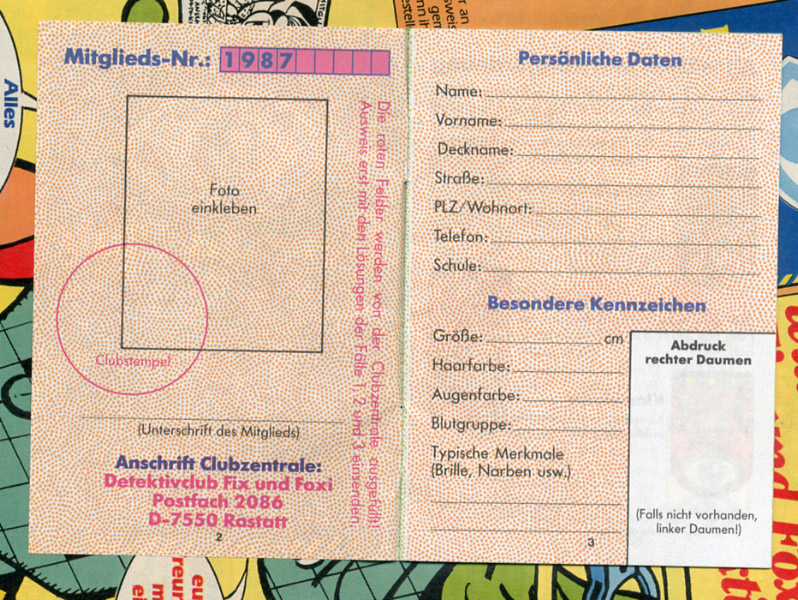 Mitglieds-Nr.: 1987
Foto
einkleben
Clubstempel
Die roten Felder werden von der Clubzentrale ausgefüllt!
Ausweis erst mit den Lösungen der Fälle 1, 2 und 3 einsenden
(Unterschrift des Mitglieds)
Anschrift Clubzentrale:
Detektivclub Fix und Foxi
Postfach 2086
D-7550 Rastatt
2
Persönliche Daten
Name:
Vorname:
Deckname:
Straße:
PLZ/Wohnort:
Telefon:
Schule:
Besondere Kennzeichen
Größe: cm
Haarfarbe:
Augenfarbe:
Blutgruppe:
Typische Merkmale
(Brille, Narben usw.)
Abdruck
rechter Daumen
(Falls nicht vorhanden,
linker Daumen!)
3
Alles